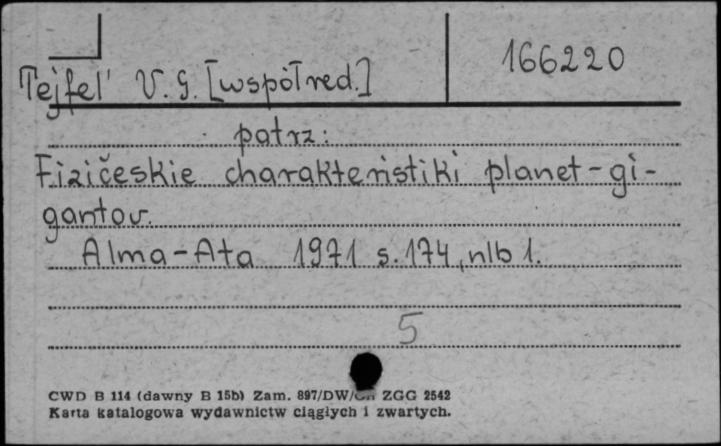 166220
Tejfel' V. G. [współred.]
patrz:
Fizičeskie charakteristiki planet-gi-
gantov.
Alma-Ata 1971 s. 174, nlb 1.
5
CWD B 114 (dawny B 15b) Zam. 897/DW/ ZGG 2542
Karta katalogowa wydawnictw ciągłych i zwartych.